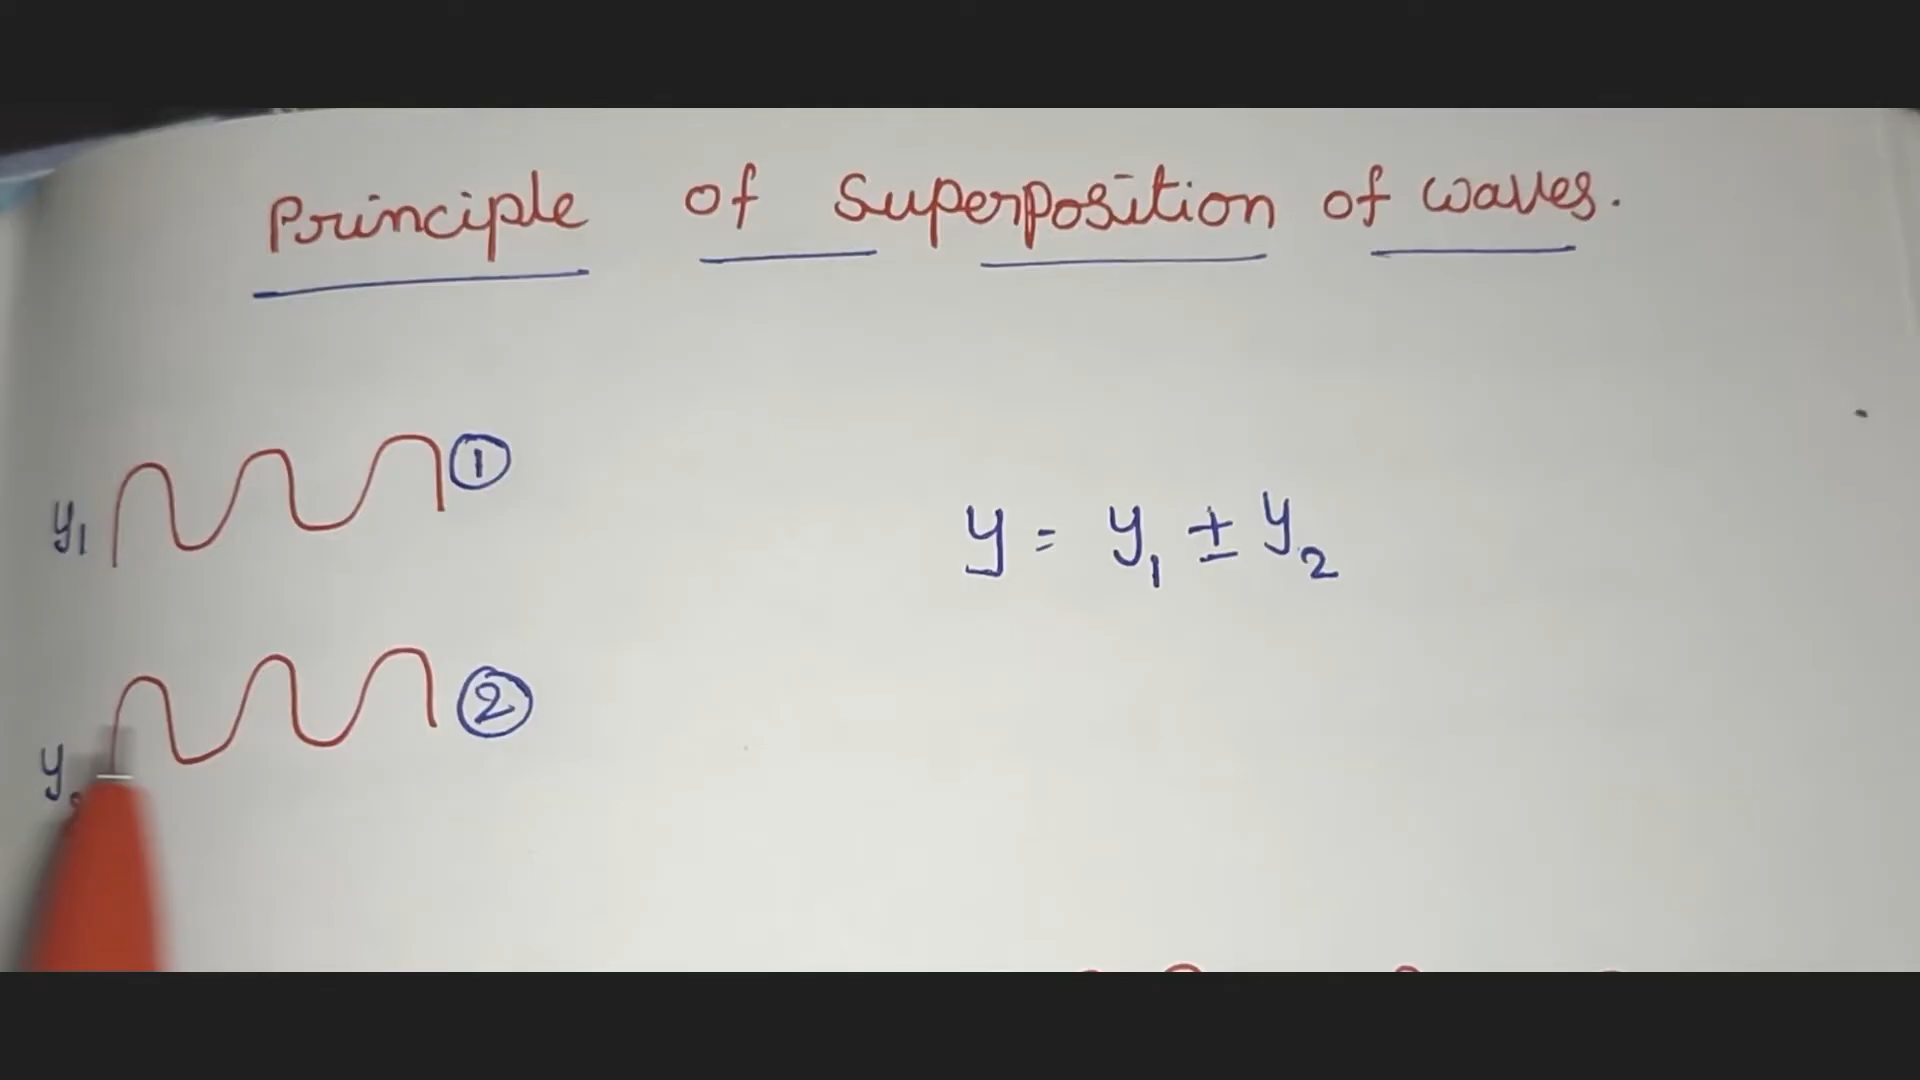 Principle of Superposition of waves.
y₁ ①
y = y₁ ± y₂
②
y